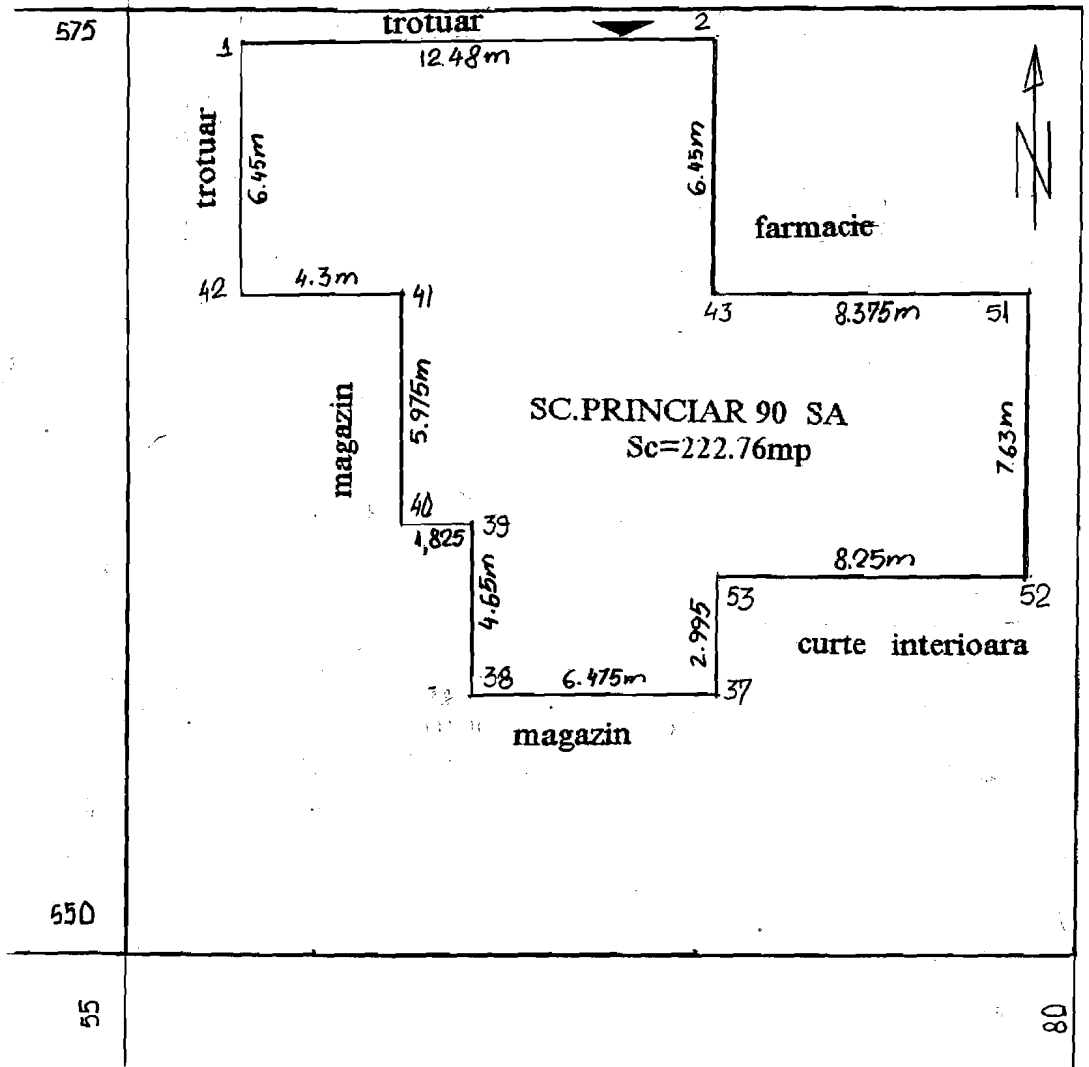 575
trotuar
1
2
12.48m
trotuar
6.45m
6.45m
N
farmacie
42
4.3m
41
43
8.375m
51
magazin
5.975m
SC.PRINCIAR 90 SA
Sc=222.76mp
7.63m
40
1,825
39
4.65m
8.25m
53
52
2.995
curte interioara
38
6.475m
37
magazin
550
55
80